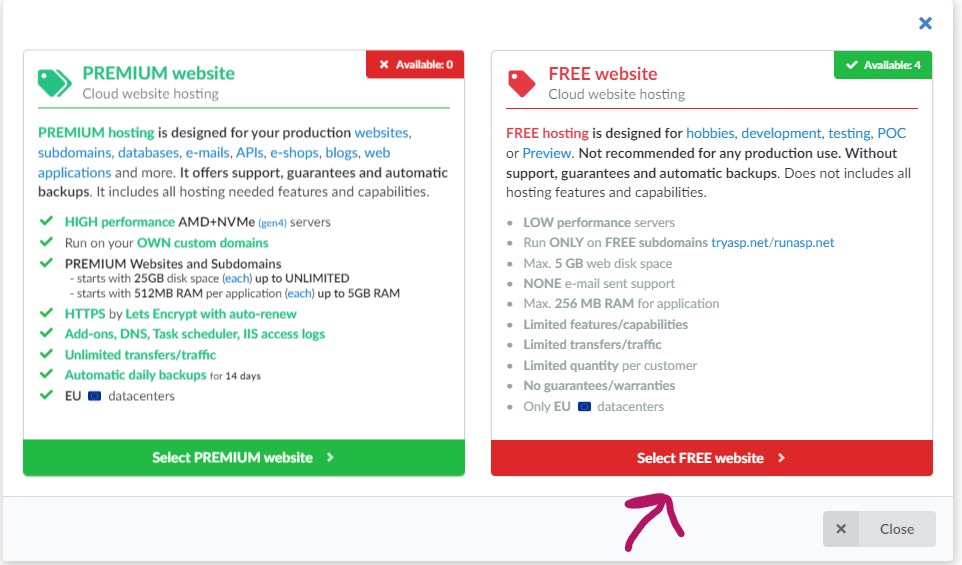 PREMIUM website
Cloud website hosting
Available: 0
PREMIUM hosting is designed for your production websites,
subdomains, databases, e-mails, APIs, e-shops, blogs, web
applications and more. It offers support, guarantees and automatic
backups. It includes all hosting needed features and capabilities.
HIGH performance AMD+NVMe (gen4) servers
Run on your OWN custom domains
PREMIUM Websites and Subdomains
- starts with 25GB disk space (each) up to UNLIMITED
- starts with 512MB RAM per application (each) up to 5GB RAM
HTTPS by Lets Encrypt with auto-renew
Add-ons, DNS, Task scheduler, IIS access logs
Unlimited transfers/traffic
Automatic daily backups for 14 days
EU datacenters
Select PREMIUM website
FREE website
Cloud website hosting
Available: 4
FREE hosting is designed for hobbies, development, testing, POC
or Preview. Not recommended for any production use. Without
support, guarantees and automatic backups. Does not includes all
hosting features and capabilities.
LOW performance servers
Run ONLY on FREE subdomains tryasp.net/runasp.net
Max. 5 GB web disk space
NONE e-mail sent support
Max. 256 MB RAM for application
Limited features/capabilities
Limited transfers/traffic
Limited quantity per customer
No guarantees/warranties
Only EU datacenters
Select FREE website
Close